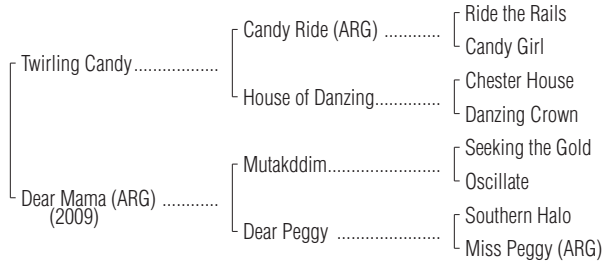 Ride the Rails
Candy Ride (ARG) ............
Candy Girl
Twirling Candy..................
Chester House
House of Danzing..............
Danzing Crown
Seeking the Gold
Mutakddim........................
Oscillate
Dear Mama (ARG) ............
(2009)
Southern Halo
Dear Peggy ......................
Miss Peggy (ARG)